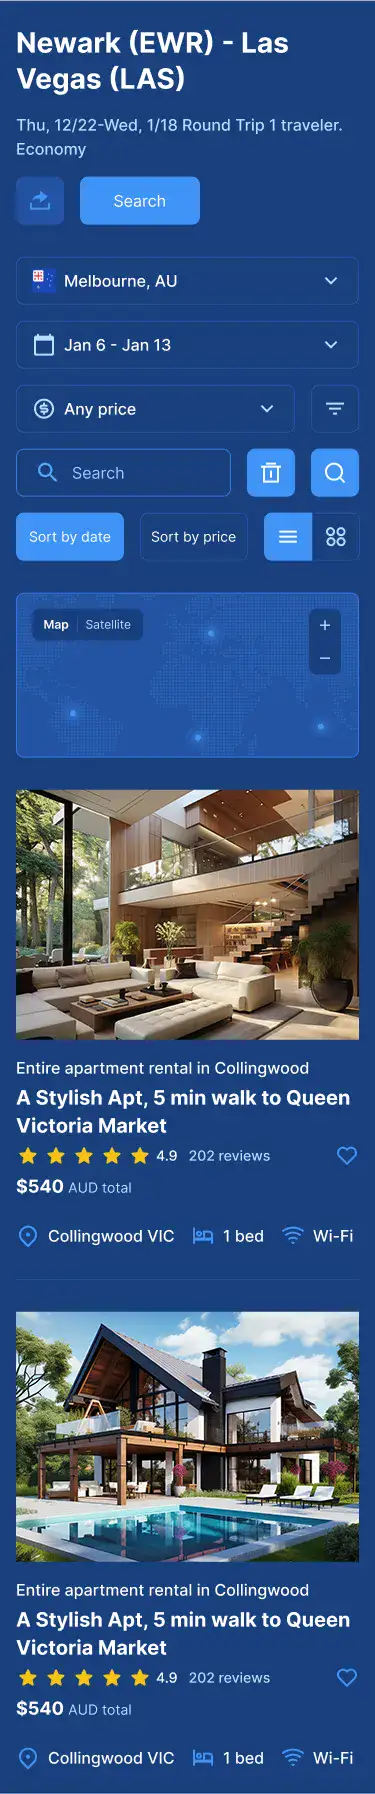 Newark (EWR) - Las
Vegas (LAS)
Thu, 12/22-Wed, 1/18 Round Trip 1 traveler.
Economy
Search
Melbourne, AU
Jan 6 - Jan 13
Any price
Search
Sort by date
Sort by price
Map
Satellite
+
−
Entire apartment rental in Collingwood
A Stylish Apt, 5 min walk to Queen
Victoria Market
4.9 202 reviews
$540 AUD total
Collingwood VIC 1 bed Wi-Fi
Entire apartment rental in Collingwood
A Stylish Apt, 5 min walk to Queen
Victoria Market
4.9 202 reviews
$540 AUD total
Collingwood VIC 1 bed Wi-Fi